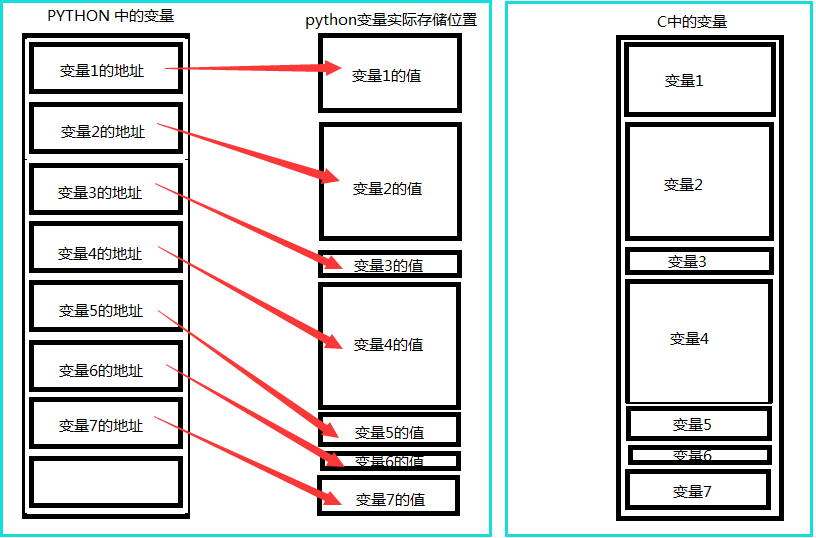 PYTHON 中的变量
变量1的地址
变量2的地址
变量3的地址
变量4的地址
变量5的地址
变量6的地址
变量7的地址
python变量实际存储位置
变量1的值
变量2的值
变量3的值
变量4的值
变量5的值
变量6的值
变量7的值
C中的变量
变量1
变量2
变量3
变量4
变量5
变量6
变量7